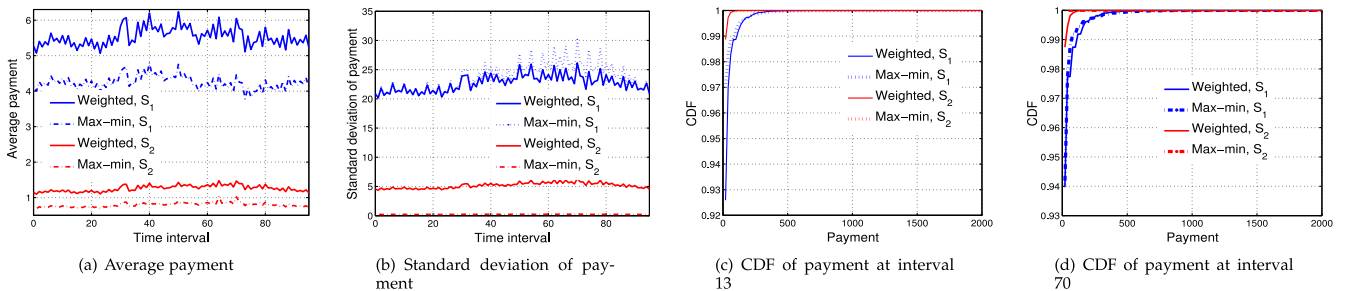 6
5
4
3
2
1
Average payment
Weighted, S1
Max−min, S1
Weighted, S2
Max−min, S2
0 20 40 60 80
Time interval
(a) Average payment
35
30
25
20
15
10
5
0
Standard deviation of payment
Weighted, S1
Max−min, S1
Weighted, S2
Max−min, S2
0 20 40 60 80
Time interval
(b) Standard deviation of pay-
ment
1
0.99
0.98
0.97
0.96
0.95
0.94
0.93
0.92
CDF
Weighted, S1
Max−min, S1
Weighted, S2
Max−min, S2
0 500 1000 1500 2000
Payment
(c) CDF of payment at interval
13
1
0.99
0.98
0.97
0.96
0.95
0.94
0.93
CDF
Weighted, S1
Max−min, S1
Weighted, S2
Max−min, S2
0 500 1000 1500 2000
Payment
(d) CDF of payment at interval
70